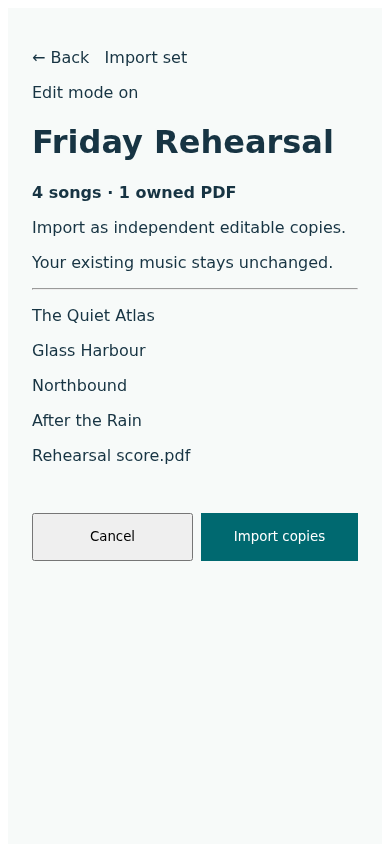 ← Back Import set
Edit mode on
Friday Rehearsal
4 songs · 1 owned PDF
Import as independent editable copies.
Your existing music stays unchanged.
The Quiet Atlas
Glass Harbour
Northbound
After the Rain
Rehearsal score.pdf
Cancel Import copies